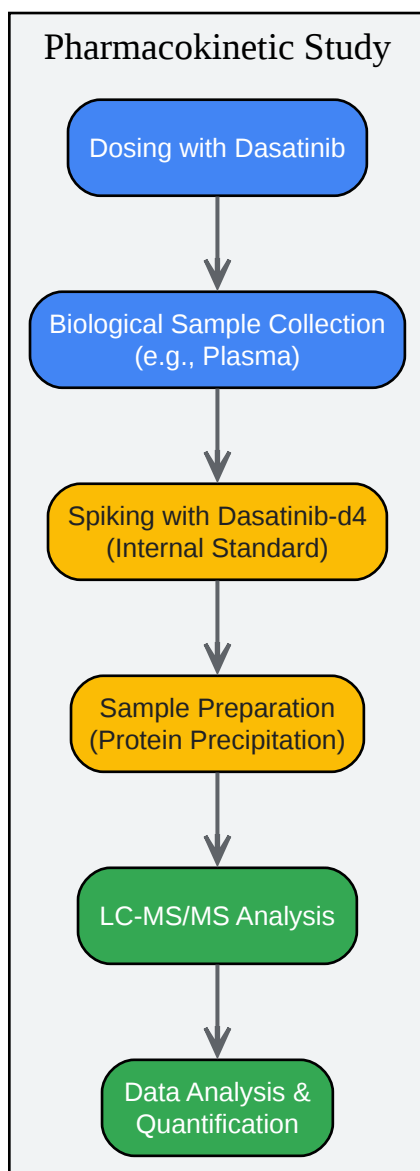 Pharmacokinetic Study
Dosing with Dasatinib
Biological Sample Collection
(e.g., Plasma)
Spiking with Dasatinib-d4
(Internal Standard)
Sample Preparation
(Protein Precipitation)
LC-MS/MS Analysis
Data Analysis &
Quantification